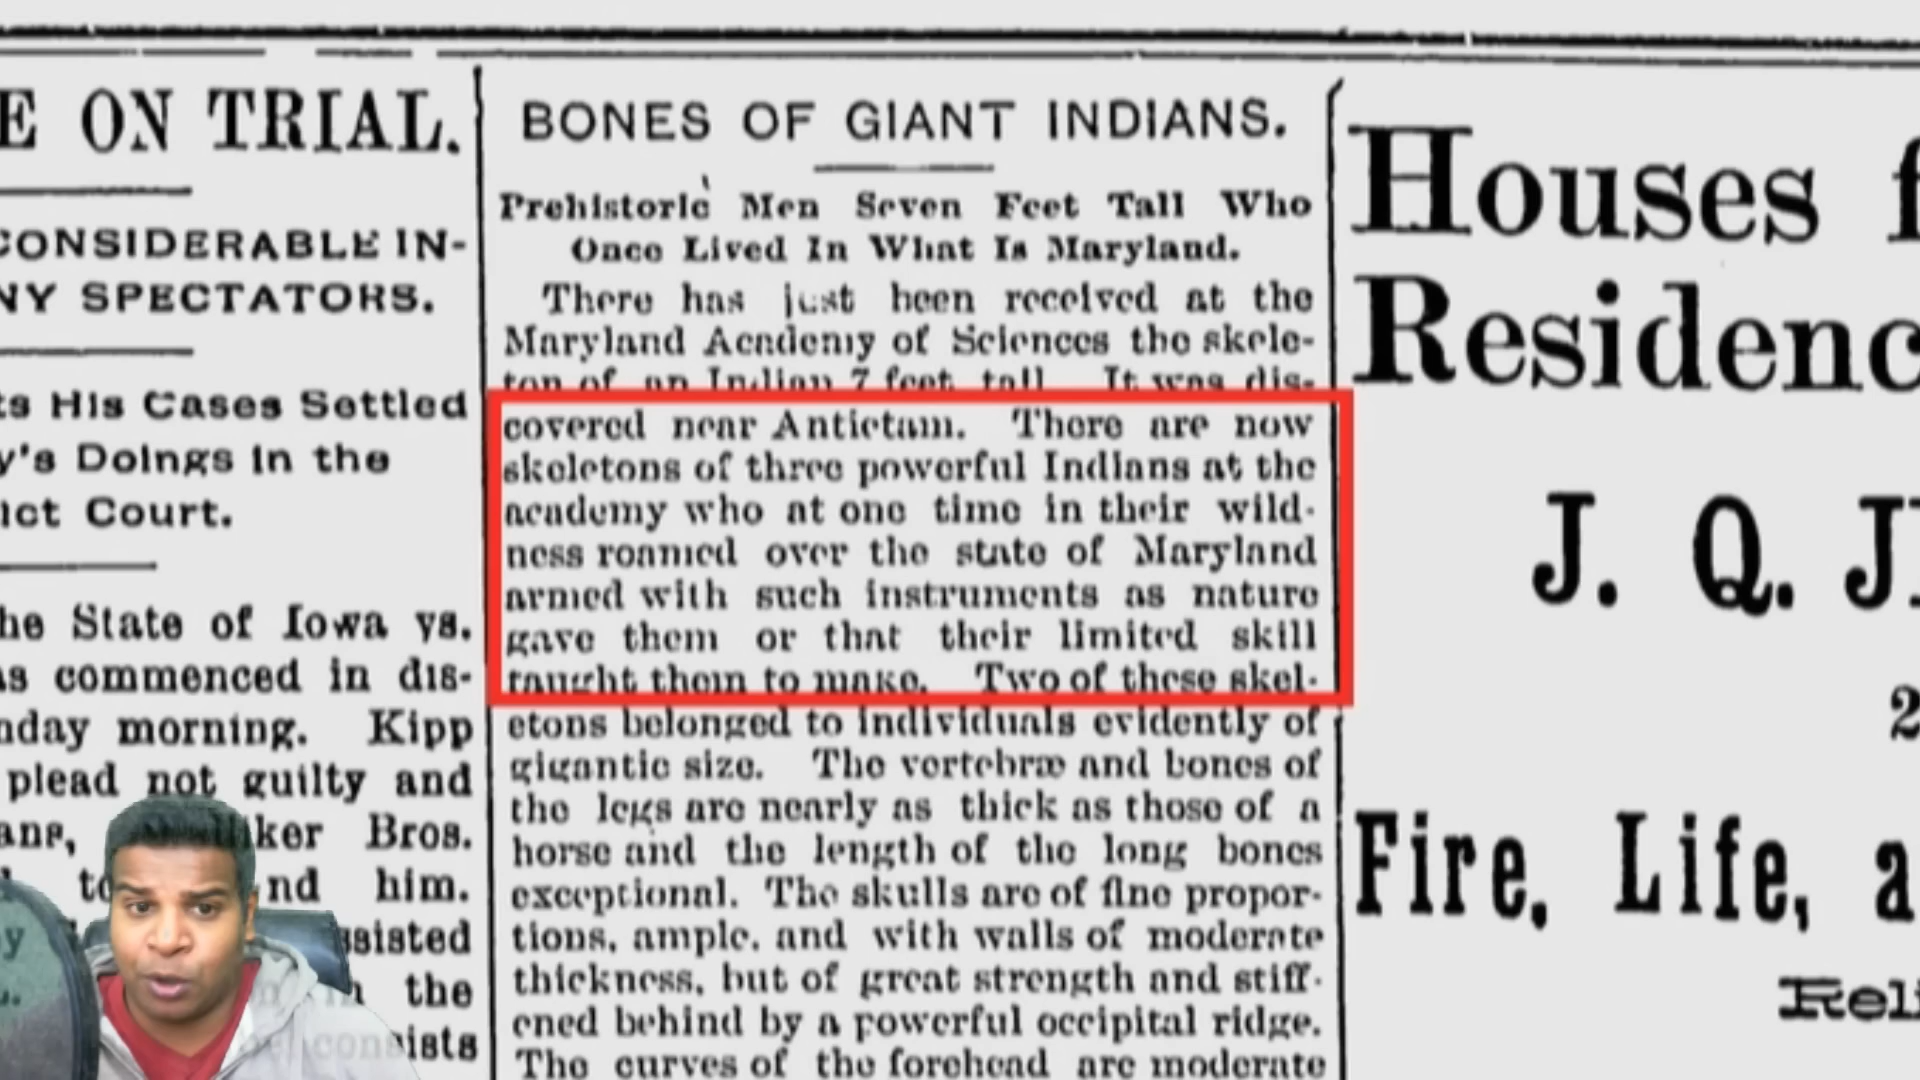 E ON TRIAL.
CONSIDERABLE IN-
NY SPECTATORS.
ts His Cases Settled
y's Doings in the
ict Court.
he State of Iowa vs.
as commenced in dis-
nday morning. Kipp
plead not guilty and
ker Bros.
nd him.
ssisted
the
consists
BONES OF GIANT INDIANS.
Prehistoric Men Seven Feet Tall Who
Once Lived In What Is Maryland.
There has just been received at the
Maryland Academy of Sciences the skele-
ton of an Indian 7 feet tall. It was dis-
covered near Antietam. There are now
skeletons of three powerful Indians at the
academy who at one time in their wild-
ness roamed over the state of Maryland
armed with such instruments as nature
gave them or that their limited skill
taught them to make. Two of these skel-
etons belonged to individuals evidently of
gigantic size. The vertebræ and bones of
the legs are nearly as thick as those of a
horse and the length of the long bones
exceptional. The skulls are of fine propor-
tions, ample, and with walls of moderate
thickness, but of great strength and stiff-
ened behind by a powerful occipital ridge.
The curves of the forehead are moderate
Houses f
Residenc
J. Q. J
2
Fire, Life, a
Reli